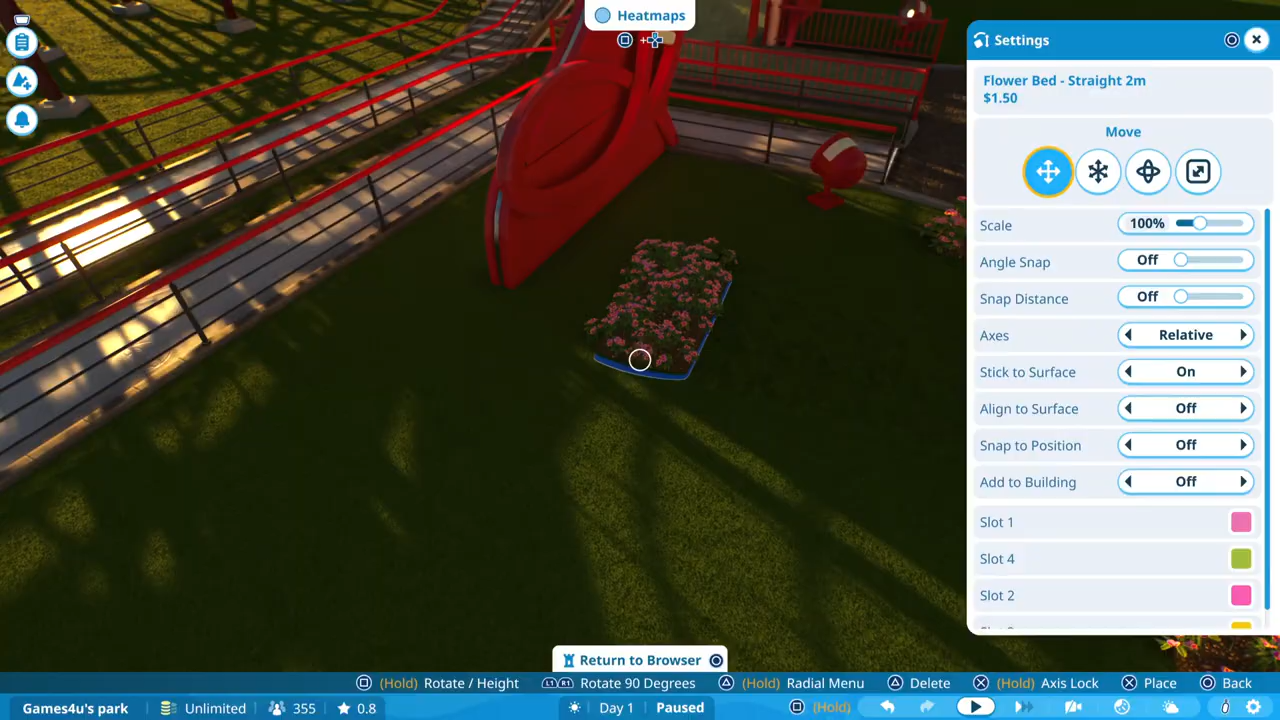 Heatmaps
+
Settings
Flower Bed - Straight 2m
$1.50
Move
Scale 100%
Angle Snap Off
Snap Distance Off
Axes Relative
Stick to Surface On
Align to Surface Off
Snap to Position Off
Add to Building Off
Slot 1
Slot 4
Slot 2
Return to Browser
(Hold) Rotate / Height L1 R1 Rotate 90 Degrees (Hold) Radial Menu Delete (Hold) Axis Lock Place Back
Games4u's park Unlimited 355 0.8 Day 1 Paused (Hold)